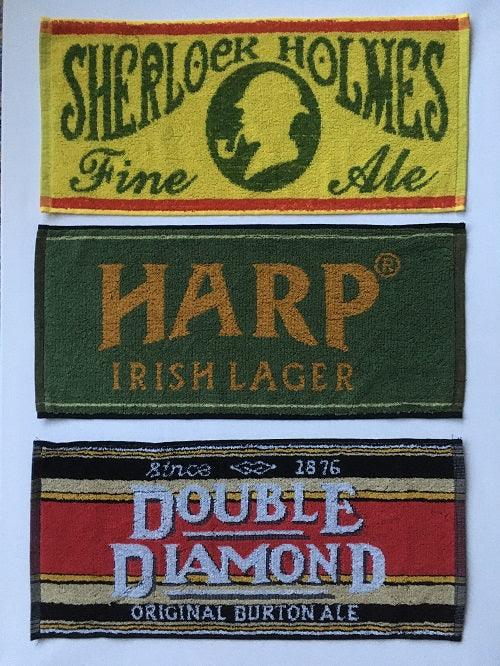 SHERLOCK HOLMES
Fine Ale
HARP®
IRISH LAGER
Since 1876
DOUBLE
DIAMOND
ORIGINAL BURTON ALE